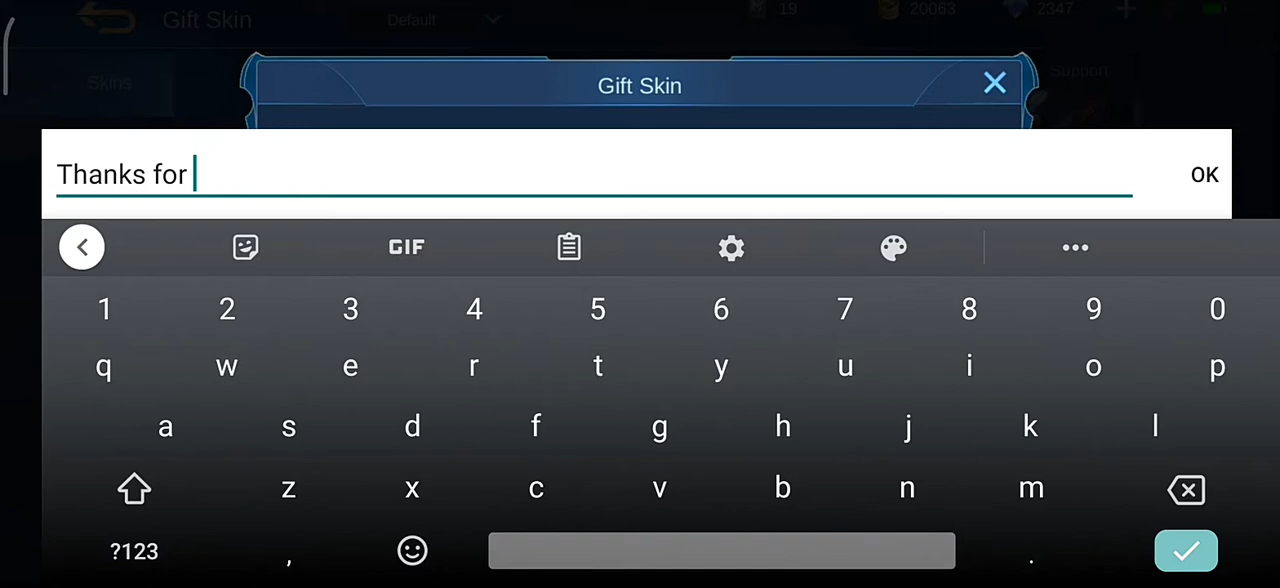 Gift Skin
Default
19
20063
2347
Skins
Support
Gift Skin
Thanks for
OK
GIF
1 2 3 4 5 6 7 8 9 0
q w e r t y u i o p
a s d f g h j k l
z x c v b n m
?123 , .